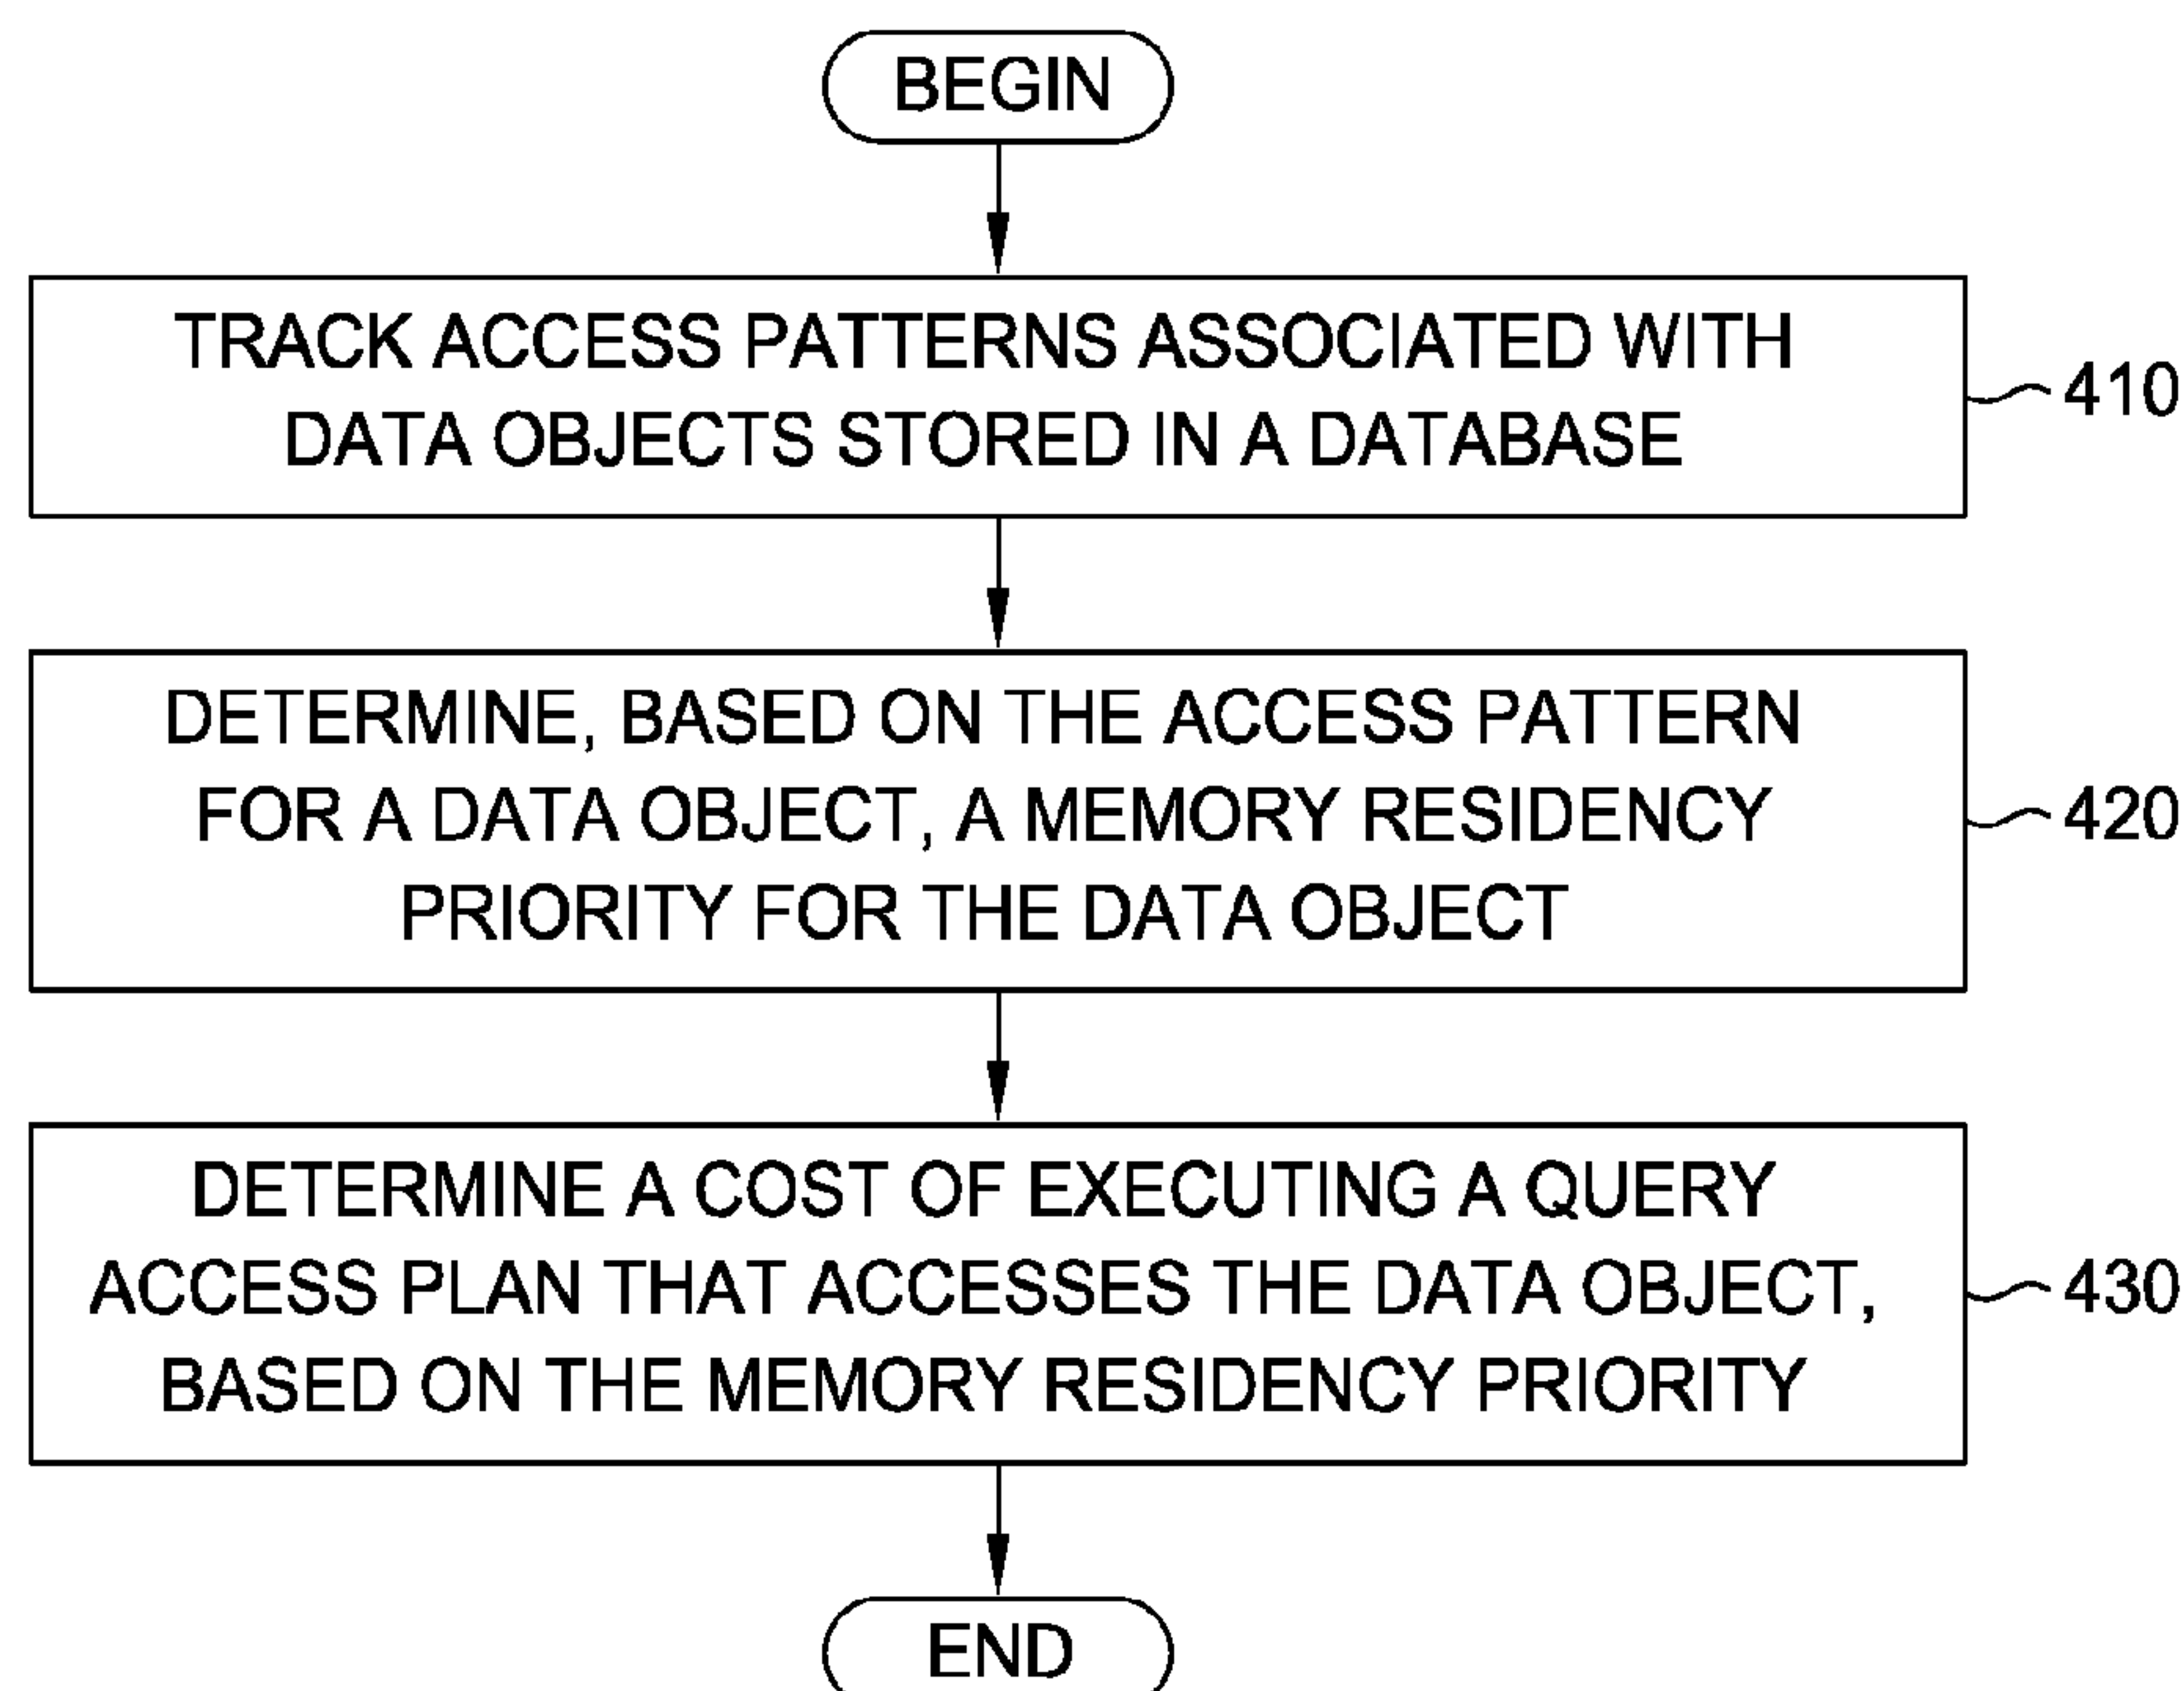 BEGIN
TRACK ACCESS PATTERNS ASSOCIATED WITH
DATA OBJECTS STORED IN A DATABASE
410
DETERMINE, BASED ON THE ACCESS PATTERN
FOR A DATA OBJECT, A MEMORY RESIDENCY
PRIORITY FOR THE DATA OBJECT
420
DETERMINE A COST OF EXECUTING A QUERY
ACCESS PLAN THAT ACCESSES THE DATA OBJECT,
BASED ON THE MEMORY RESIDENCY PRIORITY
430
END